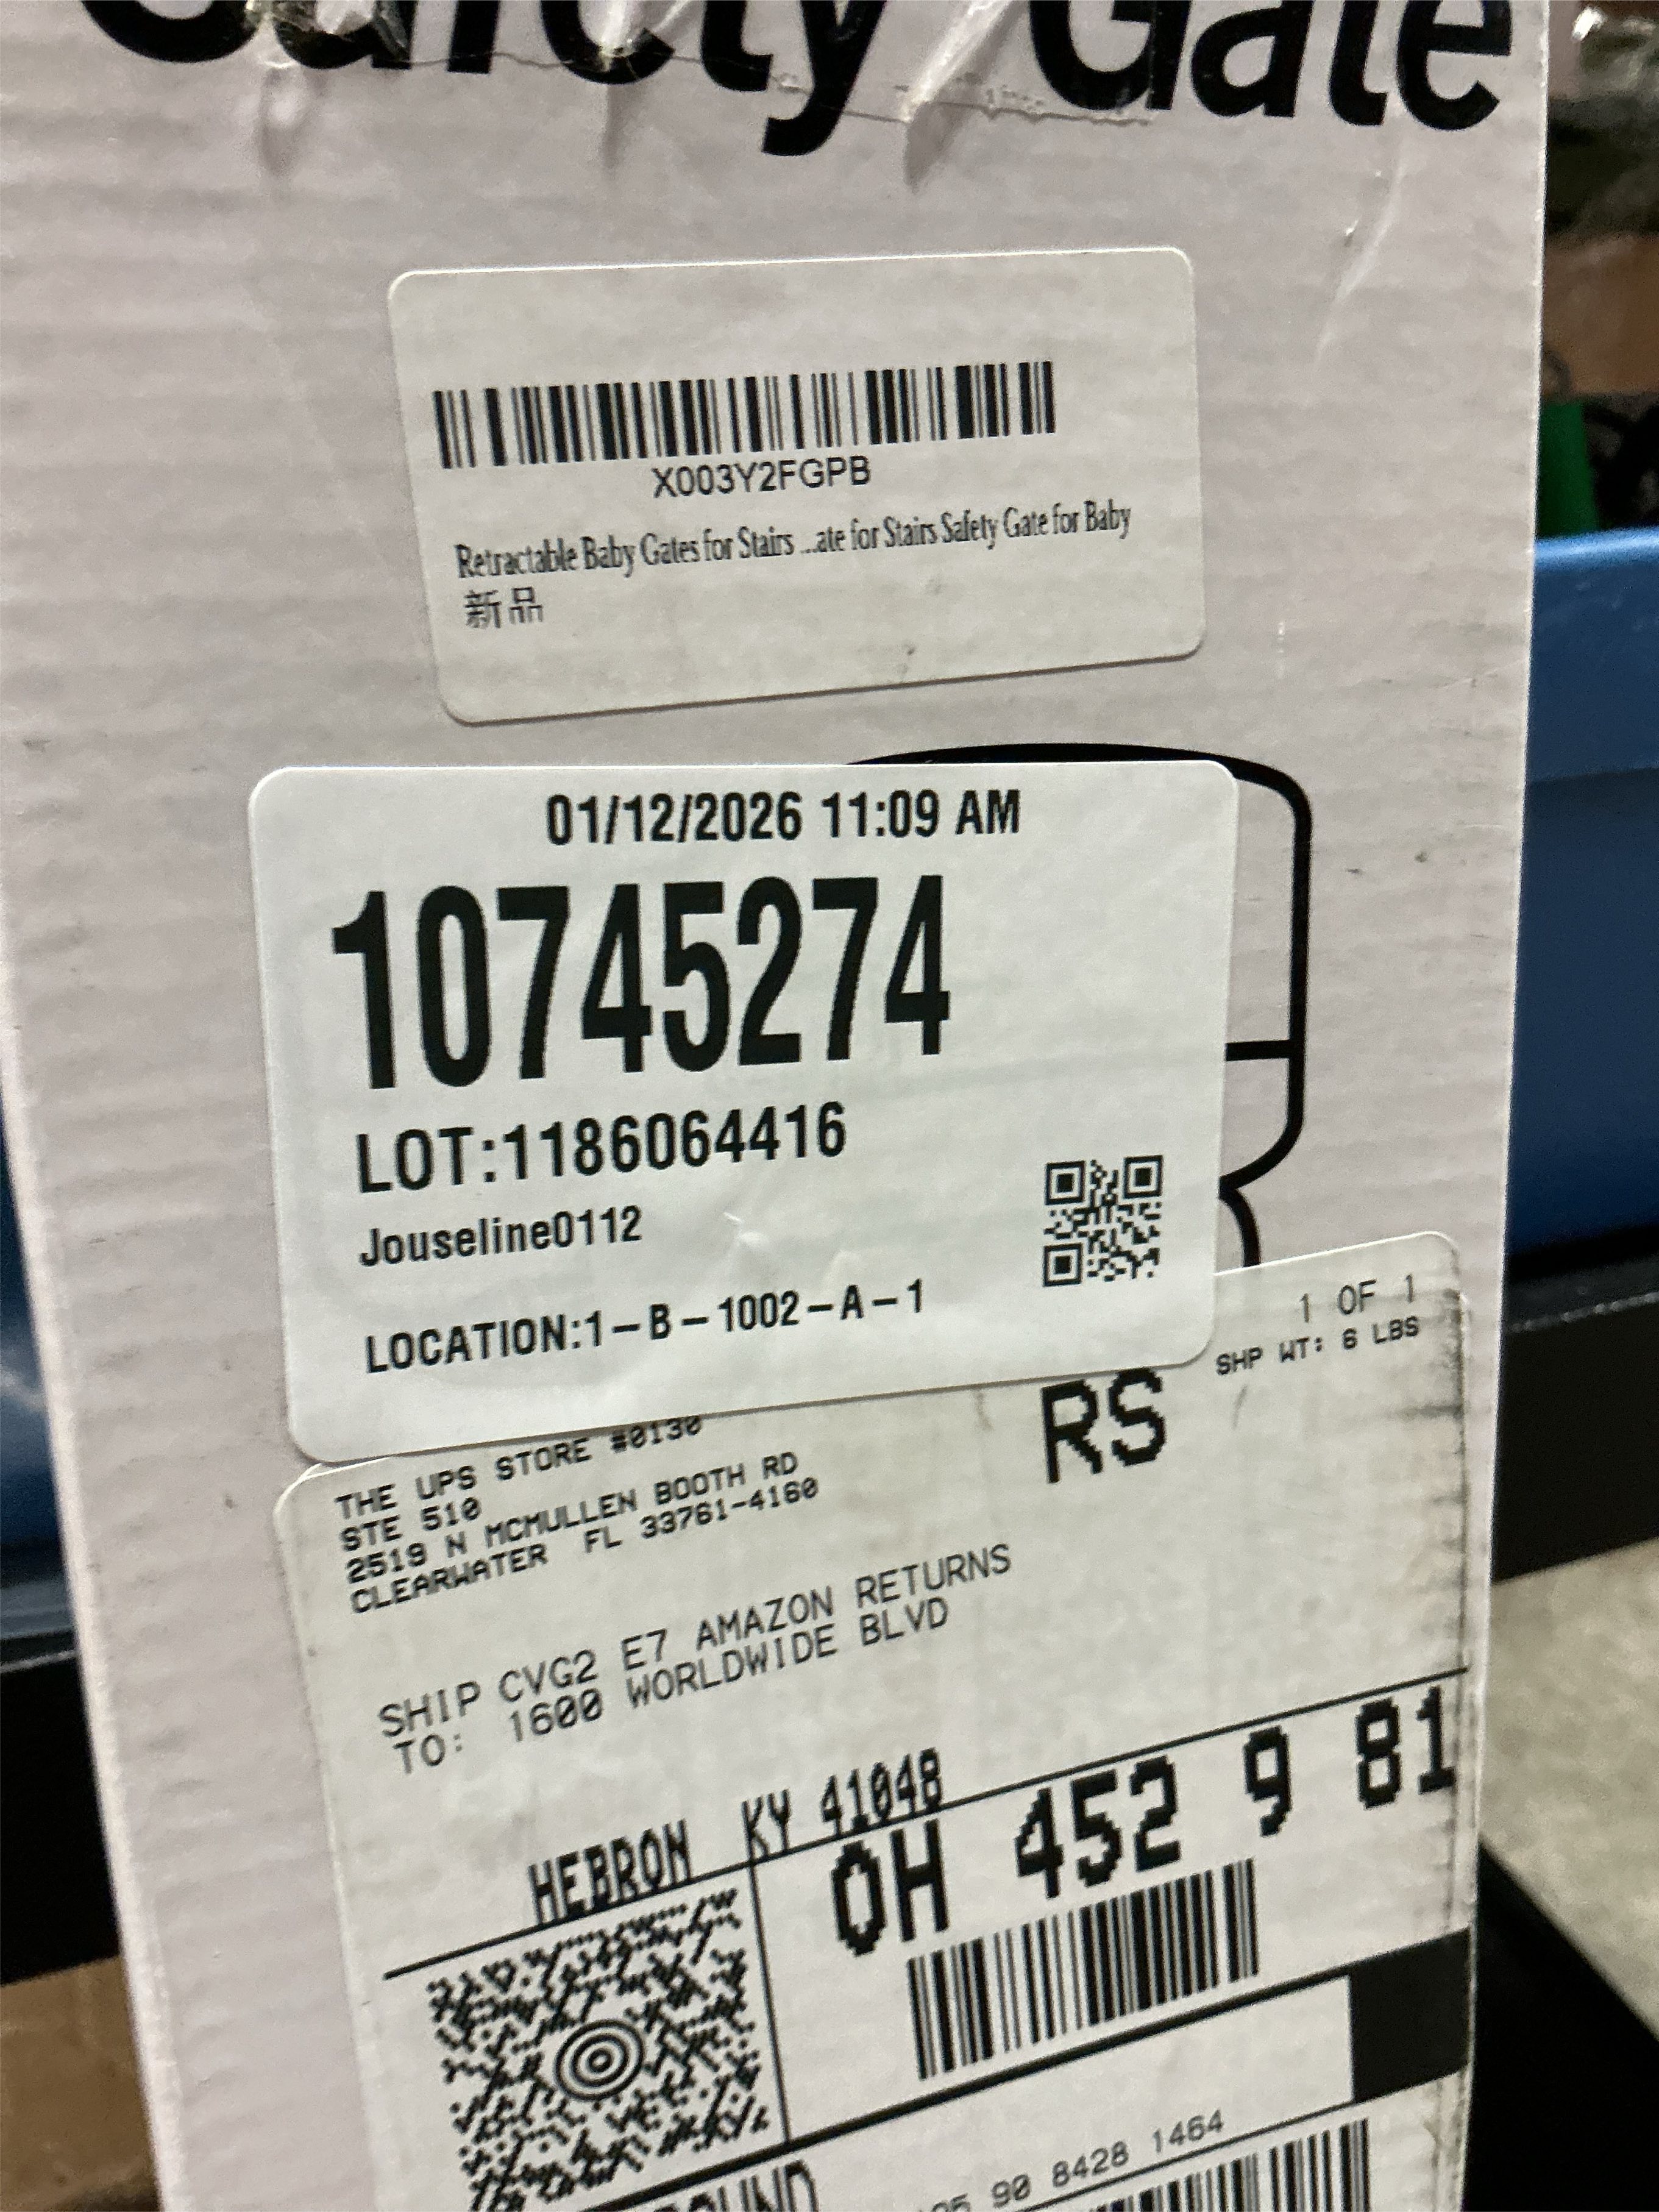 Safety Gate
X003Y2FGPB
Retractable Baby Gates for Stairs ...ate for Stairs Safety Gate for Baby
新品
01/12/2026 11:09 AM
10745274
LOT:1186064416
Jouseline0112
LOCATION:1-B-1002-A-1
1 OF 1
SHP WT: 6 LBS
RS
THE UPS STORE #0130
STE 510
2519 N MCMULLEN BOOTH RD
CLEARWATER FL 33761-4160
SHIP CVG2 E7 AMAZON RETURNS
TO: 1600 WORLDWIDE BLVD
HEBRON KY 41048
OH 452 9 81
90 8428 1464